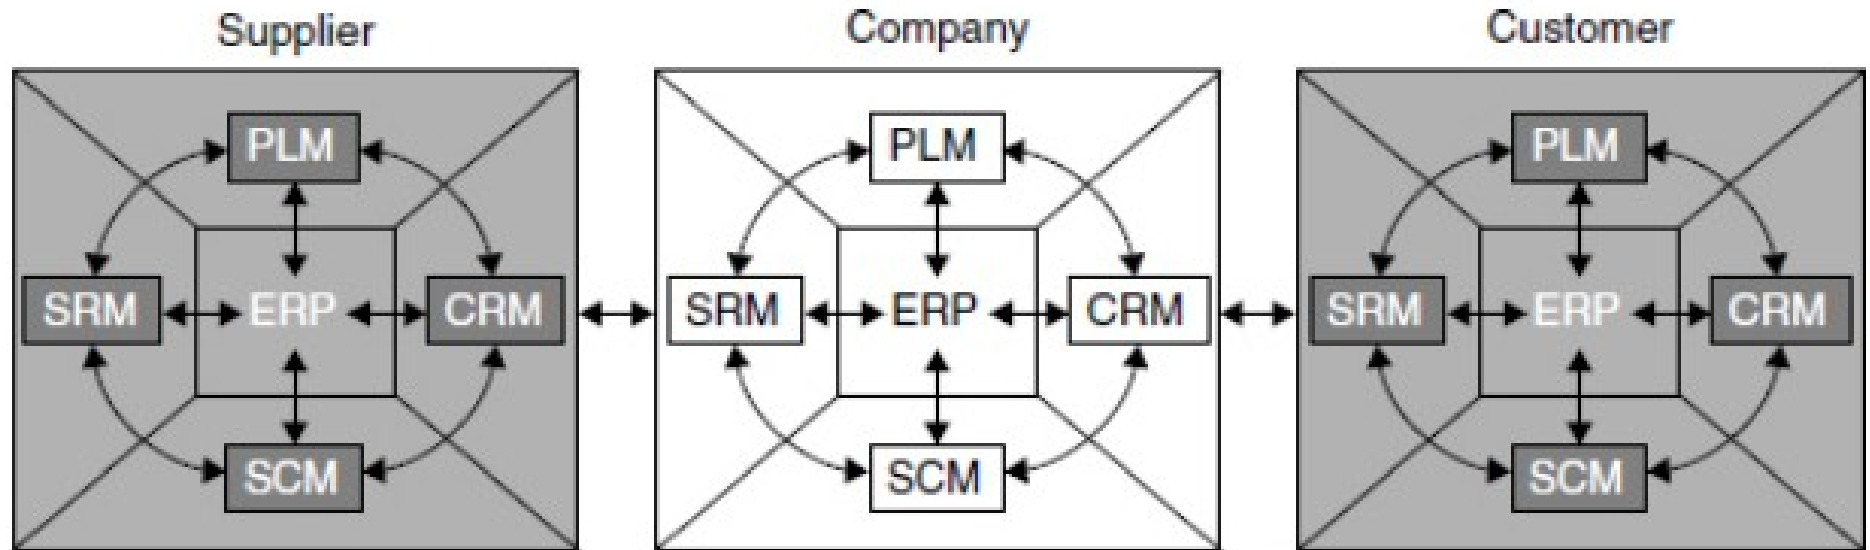 Supplier Company Customer
PLM PLM PLM
SRM ERP CRM SRM ERP CRM SRM ERP CRM
SCM SCM SCM